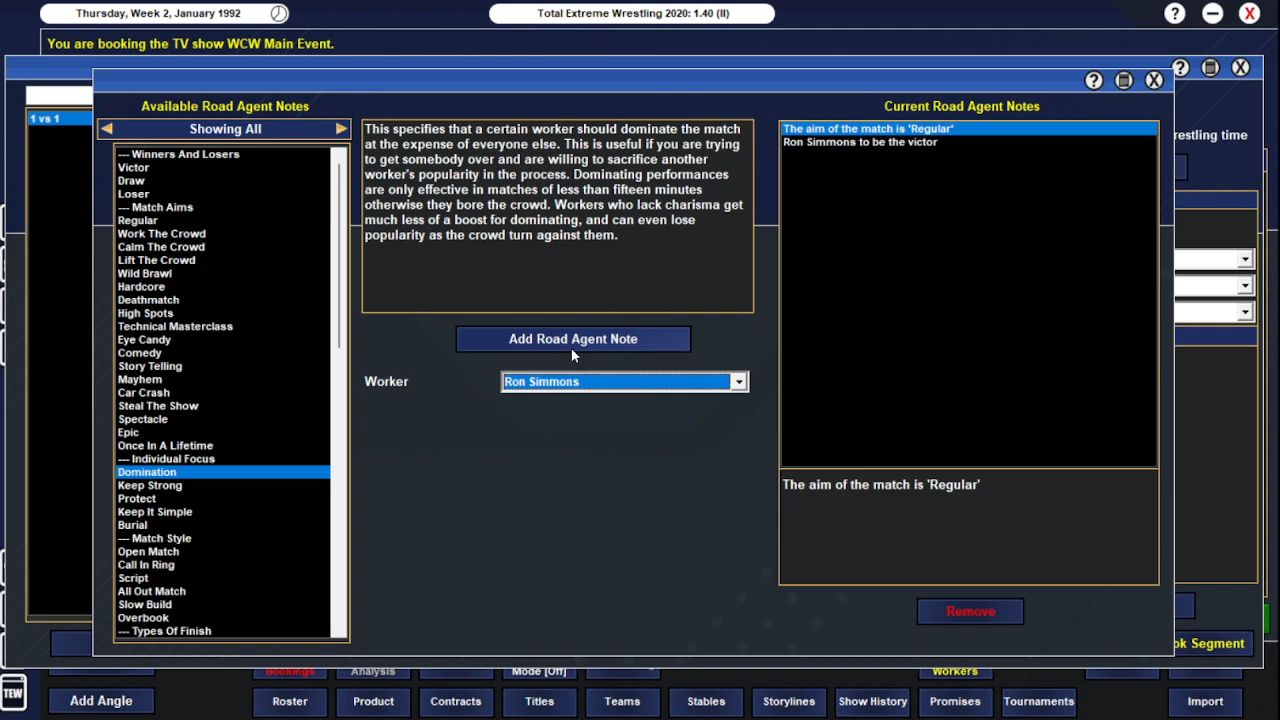 Thursday, Week 2, January 1992
Total Extreme Wrestling 2020: 1.40 (II)
?
X
You are booking the TV show WCW Main Event.
?
X
?
X
Available Road Agent Notes
Current Road Agent Notes
Showing All
1 vs 1
--- Winners And Losers
Victor
Draw
Loser
--- Match Aims
Regular
Work The Crowd
Calm The Crowd
Lift The Crowd
Wild Brawl
Hardcore
Deathmatch
High Spots
Technical Masterclass
Eye Candy
Comedy
Story Telling
Mayhem
Car Crash
Steal The Show
Spectacle
Epic
Once In A Lifetime
--- Individual Focus
Domination
Keep Strong
Protect
Keep It Simple
Burial
--- Match Style
Open Match
Call In Ring
Script
All Out Match
Slow Build
Overbook
--- Types Of Finish
This specifies that a certain worker should dominate the match
at the expense of everyone else. This is useful if you are trying
to get somebody over and are willing to sacrifice another
worker's popularity in the process. Dominating performances
are only effective in matches of less than fifteen minutes
otherwise they bore the crowd. Workers who lack charisma get
much less of a boost for dominating, and can even lose
popularity as the crowd turn against them.
Add Road Agent Note
Worker
Ron Simmons
The aim of the match is 'Regular'
Ron Simmons to be the victor
The aim of the match is 'Regular'
Remove
restling time
ok Segment
Bookings
Analysis
Mode [Off]
Workers
TEW
Add Angle
Roster
Product
Contracts
Titles
Teams
Stables
Storylines
Show History
Promises
Tournaments
Import